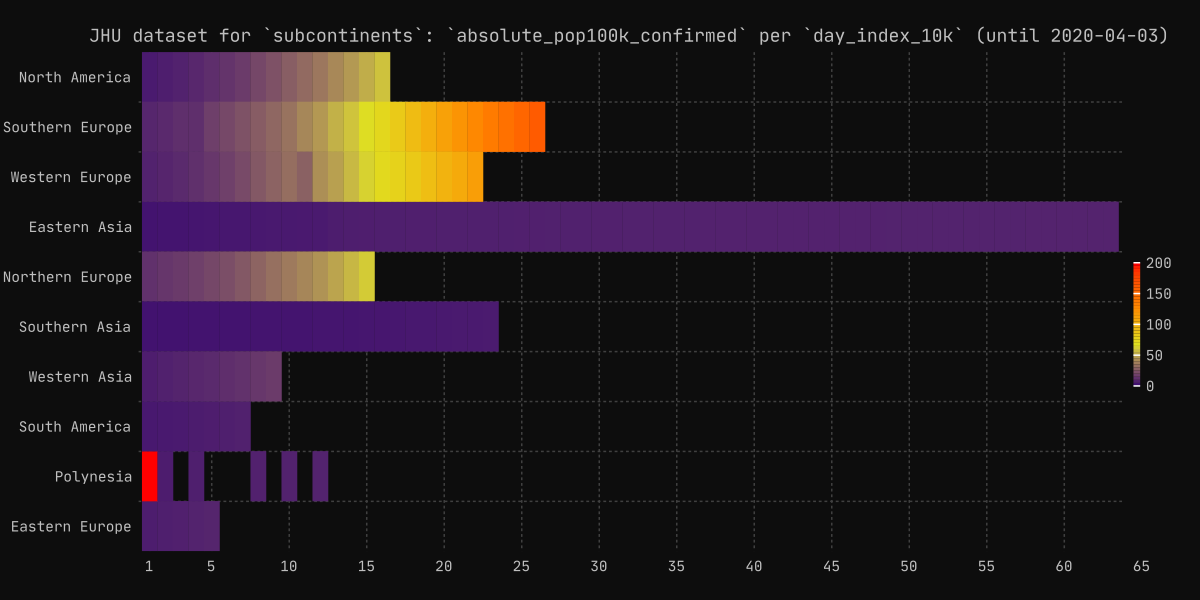 JHU dataset for `subcontinents`: `absolute_pop100k_confirmed` per `day_index_10k` (until 2020-04-03)
North America
Southern Europe
Western Europe
Eastern Asia
Northern Europe
Southern Asia
Western Asia
South America
Polynesia
Eastern Europe
200
150
100
50
0
1 5 10 15 20 25 30 35 40 45 50 55 60 65